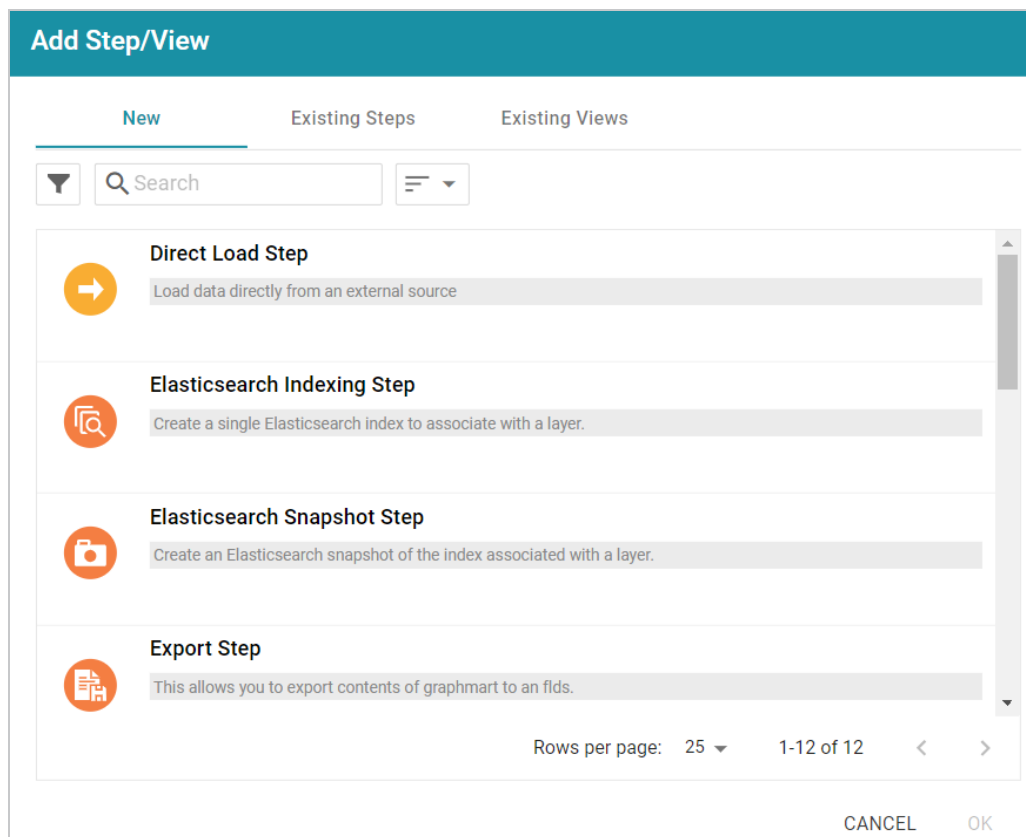 Add Step/View
New Existing Steps Existing Views
Search
Direct Load Step
Load data directly from an external source
Elasticsearch Indexing Step
Create a single Elasticsearch index to associate with a layer.
Elasticsearch Snapshot Step
Create an Elasticsearch snapshot of the index associated with a layer.
Export Step
This allows you to export contents of graphmart to an flds.
Rows per page: 25 1-12 of 12
CANCEL OK